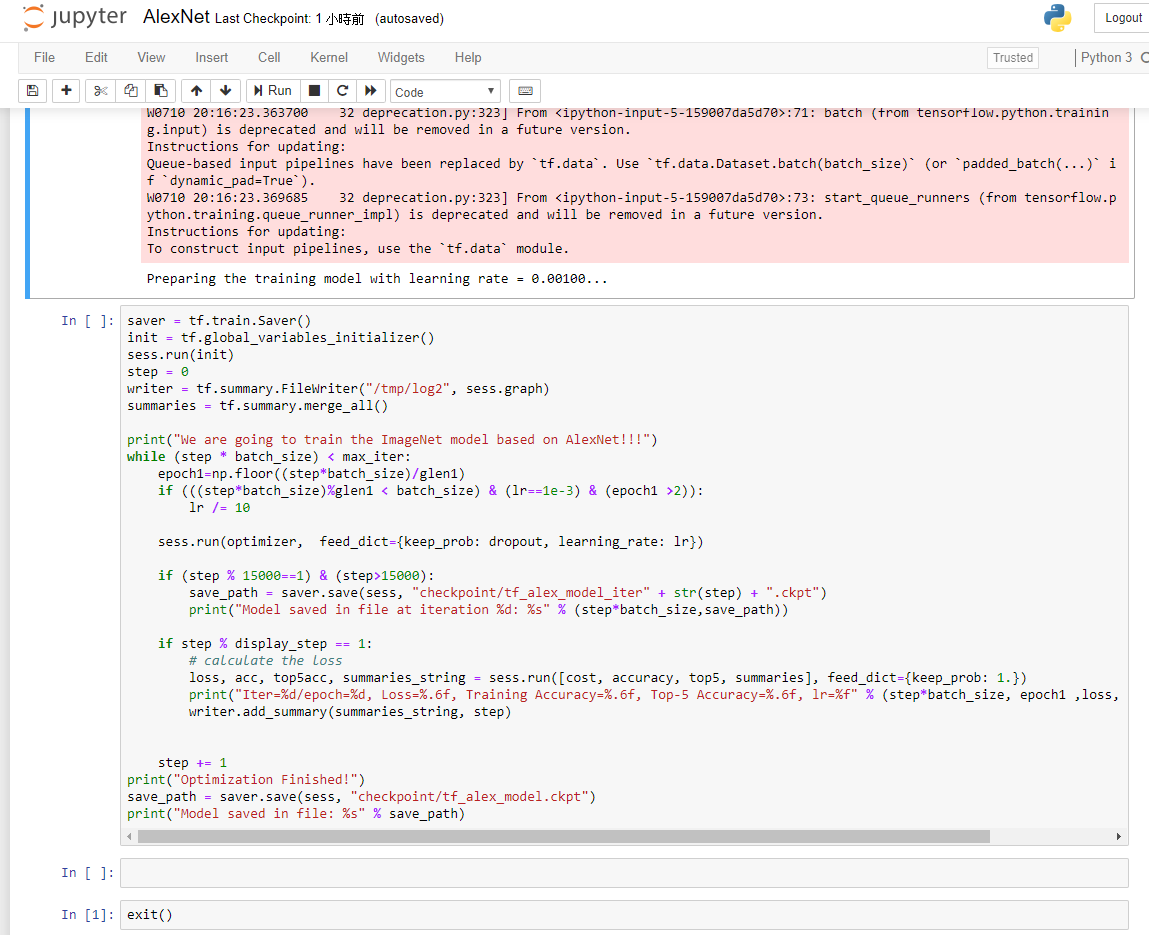 jupyter AlexNet Last Checkpoint: 1 小時前 (autosaved)
Logout
File Edit View Insert Cell Kernel Widgets Help
Trusted
Python 3
Run
Code
W0710 20:16:23.363700    32 deprecation.py:323] From <ipython-input-5-159007da5d70>:71: batch (from tensorflow.python.trainin
g.input) is deprecated and will be removed in a future version.
Instructions for updating:
Queue-based input pipelines have been replaced by `tf.data`. Use `tf.data.Dataset.batch(batch_size)` (or `padded_batch(...)` i
f `dynamic_pad=True`).
W0710 20:16:23.369685    32 deprecation.py:323] From <ipython-input-5-159007da5d70>:73: start_queue_runners (from tensorflow.p
ython.training.queue_runner_impl) is deprecated and will be removed in a future version.
Instructions for updating:
To construct input pipelines, use the `tf.data` module.
Preparing the training model with learning rate = 0.00100...
In [ ]:
saver = tf.train.Saver()
init = tf.global_variables_initializer()
sess.run(init)
step = 0
writer = tf.summary.FileWriter("/tmp/log2", sess.graph)
summaries = tf.summary.merge_all()
print("We are going to train the ImageNet model based on AlexNet!!!")
while (step * batch_size) < max_iter:
    epoch1=np.floor((step*batch_size)/glen1)
    if (((step*batch_size)%glen1 < batch_size) & (lr==1e-3) & (epoch1 >2)):
        lr /= 10
    sess.run(optimizer,  feed_dict={keep_prob: dropout, learning_rate: lr})
    if (step % 15000==1) & (step>15000):
        save_path = saver.save(sess, "checkpoint/tf_alex_model_iter" + str(step) + ".ckpt")
        print("Model saved in file at iteration %d: %s" % (step*batch_size,save_path))
    if step % display_step == 1:
        # calculate the loss
        loss, acc, top5acc, summaries_string = sess.run([cost, accuracy, top5, summaries], feed_dict={keep_prob: 1.})
        print("Iter=%d/epoch=%d, Loss=%.6f, Training Accuracy=%.6f, Top-5 Accuracy=%.6f, lr=%f" % (step*batch_size, epoch1 ,loss,
        writer.add_summary(summaries_string, step)
    step += 1
print("Optimization Finished!")
save_path = saver.save(sess, "checkpoint/tf_alex_model.ckpt")
print("Model saved in file: %s" % save_path)
In [ ]:
In [1]: exit()